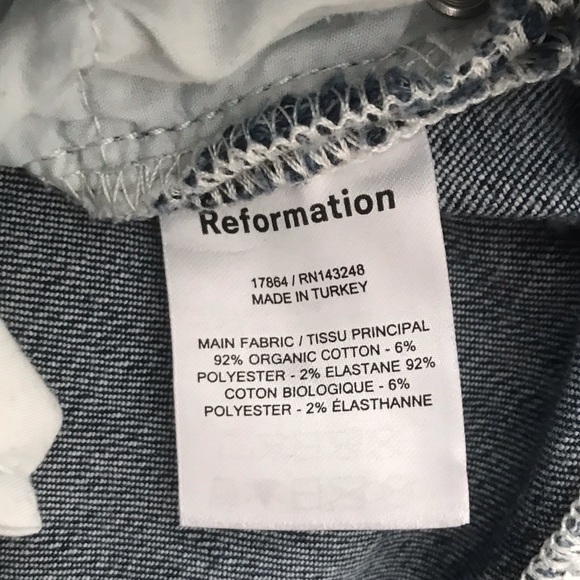 Reformation
17864 / RN143248
MADE IN TURKEY
MAIN FABRIC / TISSU PRINCIPAL
92% ORGANIC COTTON - 6%
POLYESTER - 2% ELASTANE 92%
COTON BIOLOGIQUE - 6%
POLYESTER - 2% ÉLASTHANNE